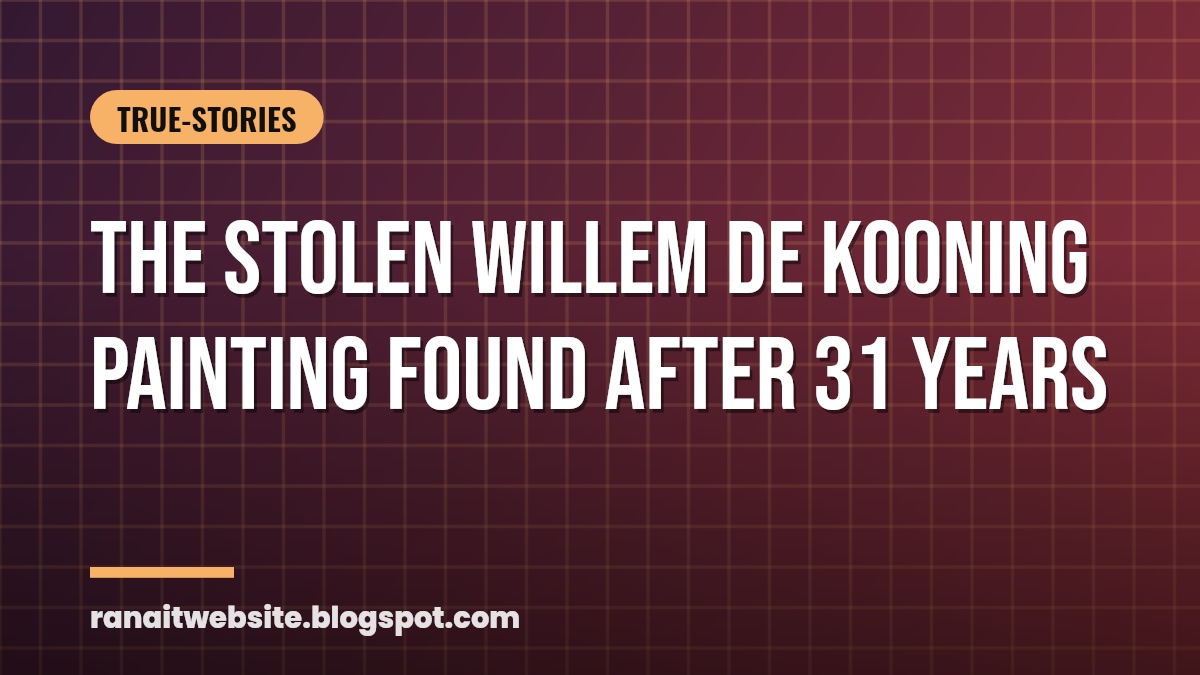 TRUE-STORIES
THE STOLEN WILLEM DE KOONING
PAINTING FOUND AFTER 31 YEARS
ranaitwebsite.blogspot.com